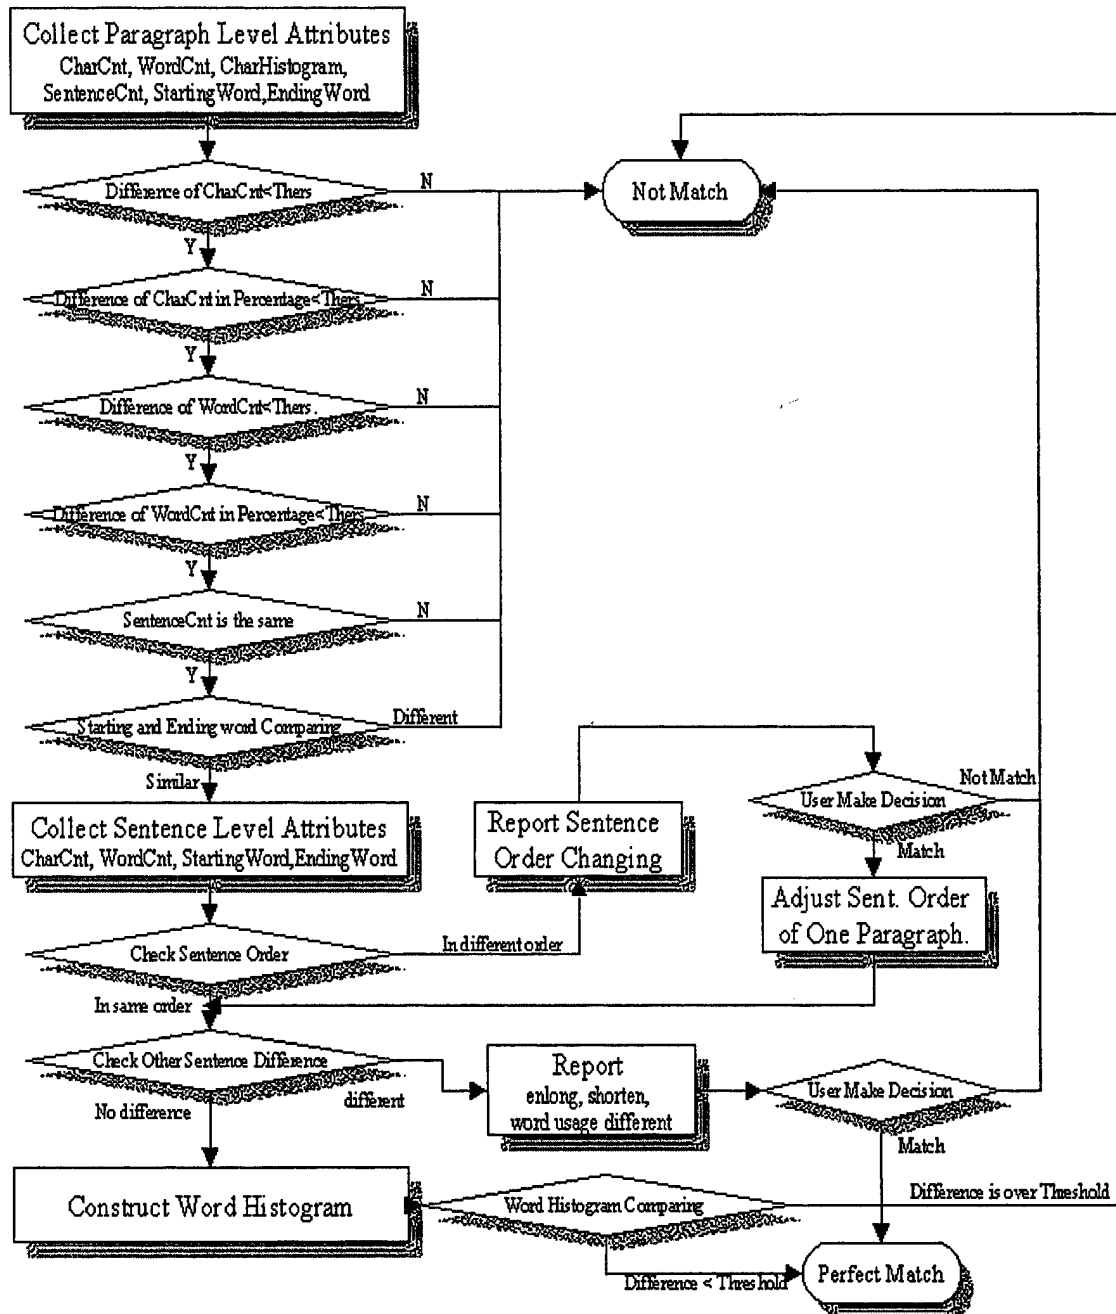 Collect Paragraph Level Attributes
CharCnt, WordCnt, CharHistogram,
SentenceCnt, StartingWord,EndingWord
Difference of CharCnt<Thers
N
Not Match
Y
Difference of CharCnt in Percentage<Thers
N
Y
Difference of WordCnt<Thers.
N
Y
Difference of WordCnt in Percentage<Thers
N
Y
SentenceCnt is the same
N
Y
Starting and Ending word Comparing
Different
Similar
Collect Sentence Level Attributes
CharCnt, WordCnt, StartingWord,EndingWord
Report Sentence
Order Changing
User Make Decision
Not Match
Match
Adjust Sent. Order
of One Paragraph.
Check Sentence Order
In different order
In same order
Check Other Sentence Difference
different
No difference
Report
enlong, shorten,
word usage different
User Make Decision
Match
Construct Word Histogram
Word Histogram Comparing
Difference is over Threshold
Difference < Threshold
Perfect Match